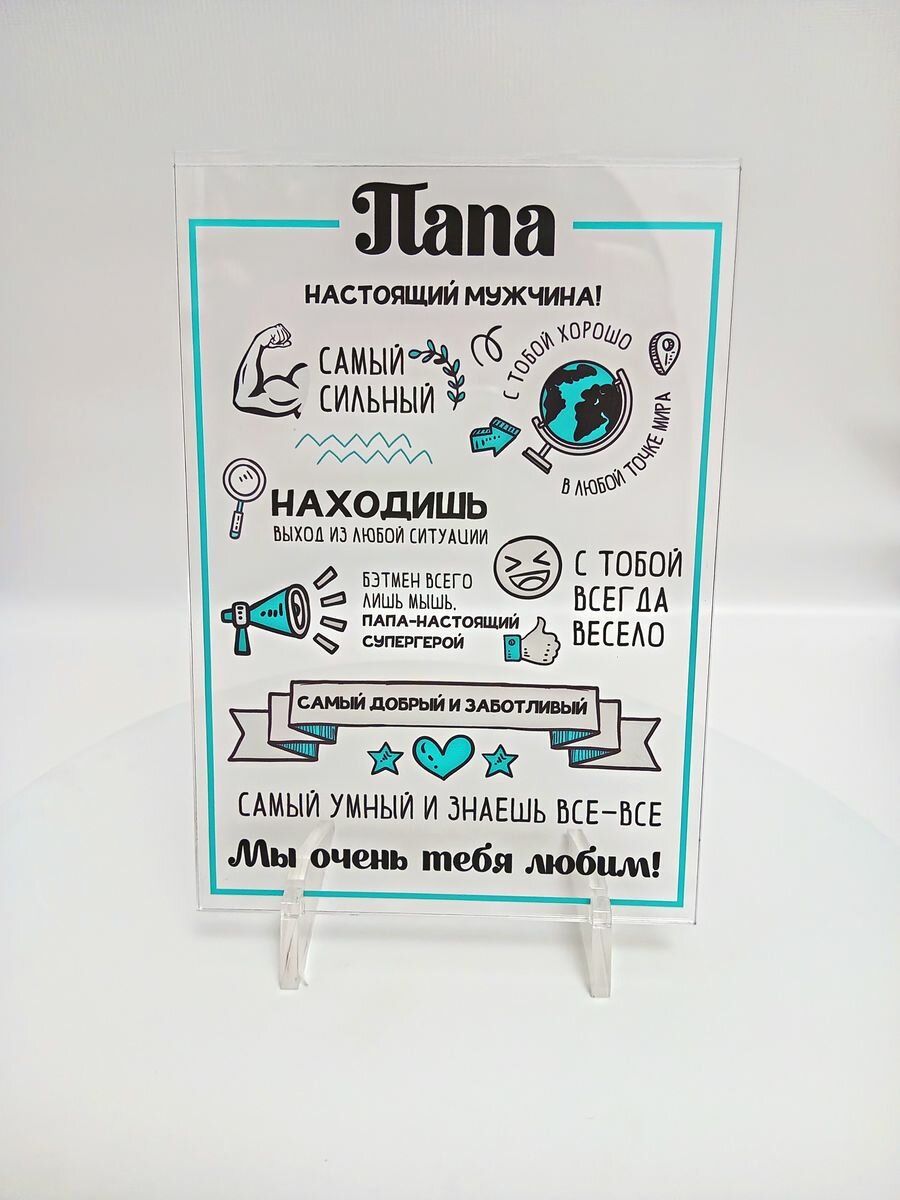 Папа
НАСТОЯЩИЙ МУЖЧИНА!
САМЫЙ
СИЛЬНЫЙ
С ТОБОЙ ХОРОШО
В ЛЮБОЙ ТОЧКЕ МИРА
НАХОДИШЬ
ВЫХОД ИЗ ЛЮБОЙ СИТУАЦИИ
БЭТМЕН ВСЕГО
ЛИШЬ МЫШЬ,
ПАПА-НАСТОЯЩИЙ
СУПЕРГЕРОЙ
С ТОБОЙ
ВСЕГДА
ВЕСЕЛО
САМЫЙ ДОБРЫЙ И ЗАБОТЛИВЫЙ
САМЫЙ УМНЫЙ И ЗНАЕШЬ ВСЕ-ВСЕ
Мы очень тебя любим!